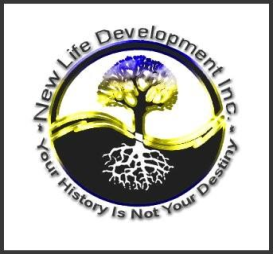 New Life Development Inc.
- Your History Is Not Your Destiny -